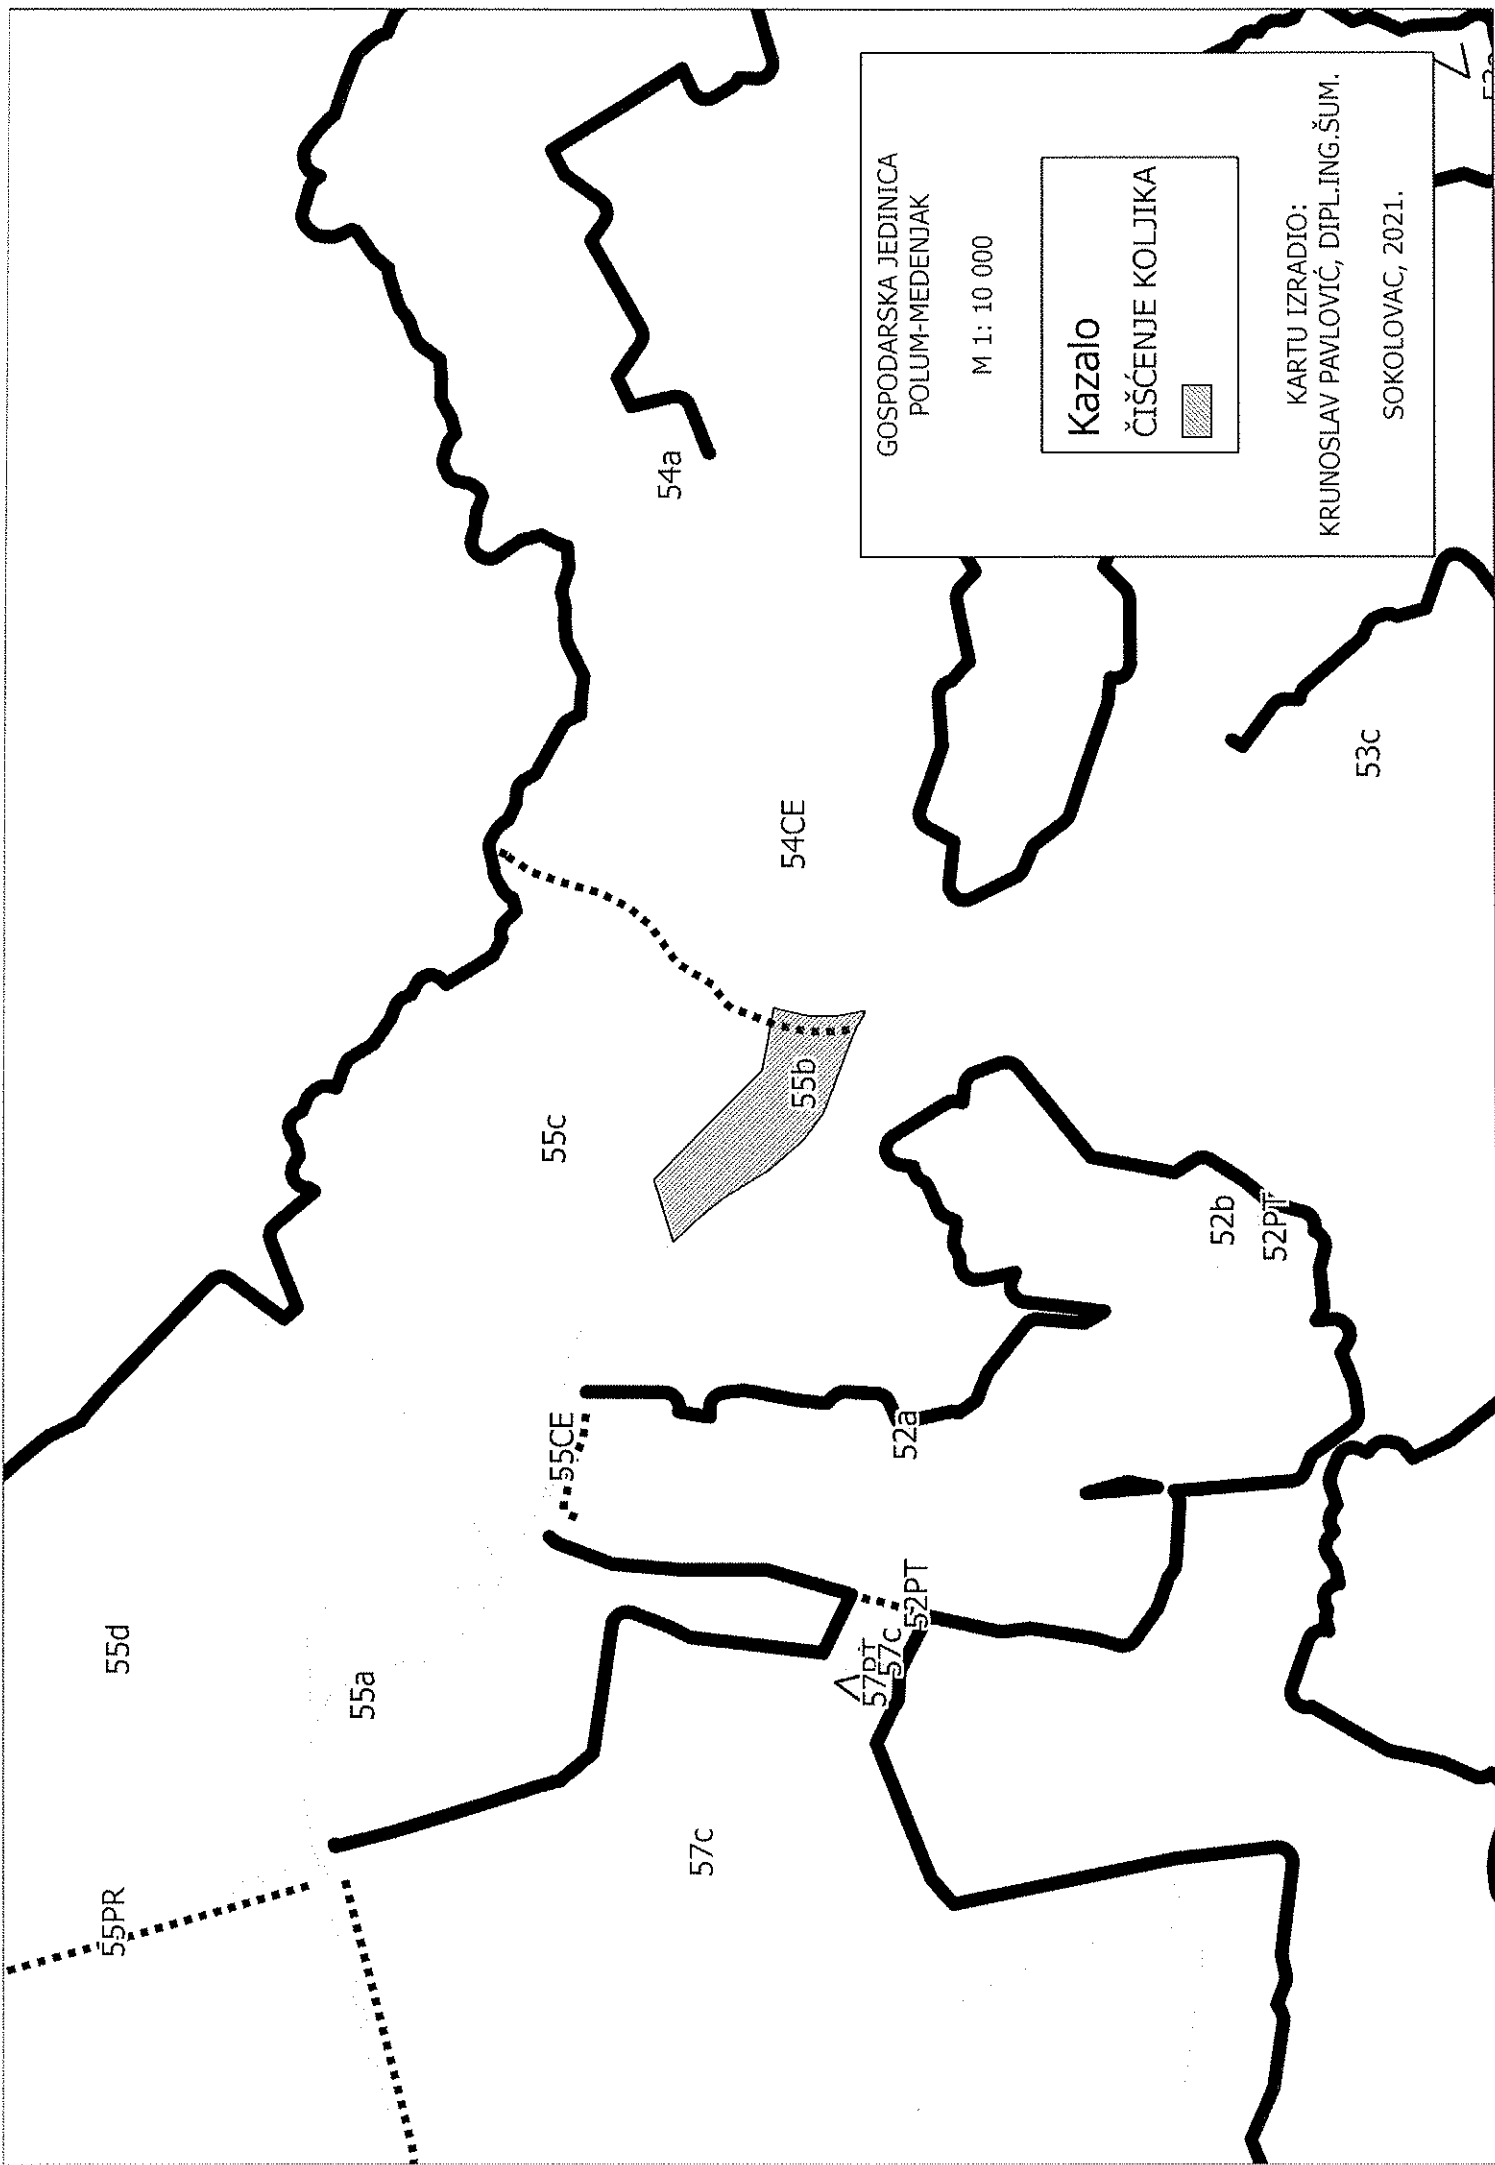 55PR
55d
55a
55CE
55c
57c
57PT
57c
52PT
52a
55b
54CE
54a
52b
52PT
53c
GOSPODARSKA JEDINICA
POLUM-MEDENJAK
M 1: 10 000
Kazalo
ČIŠĆENJE KOLJIKA
KARTU IZRADIO:
KRUNOSLAV PAVLOVIĆ, DIPL.ING.ŠUM.
SOKOLOVAC, 2021.